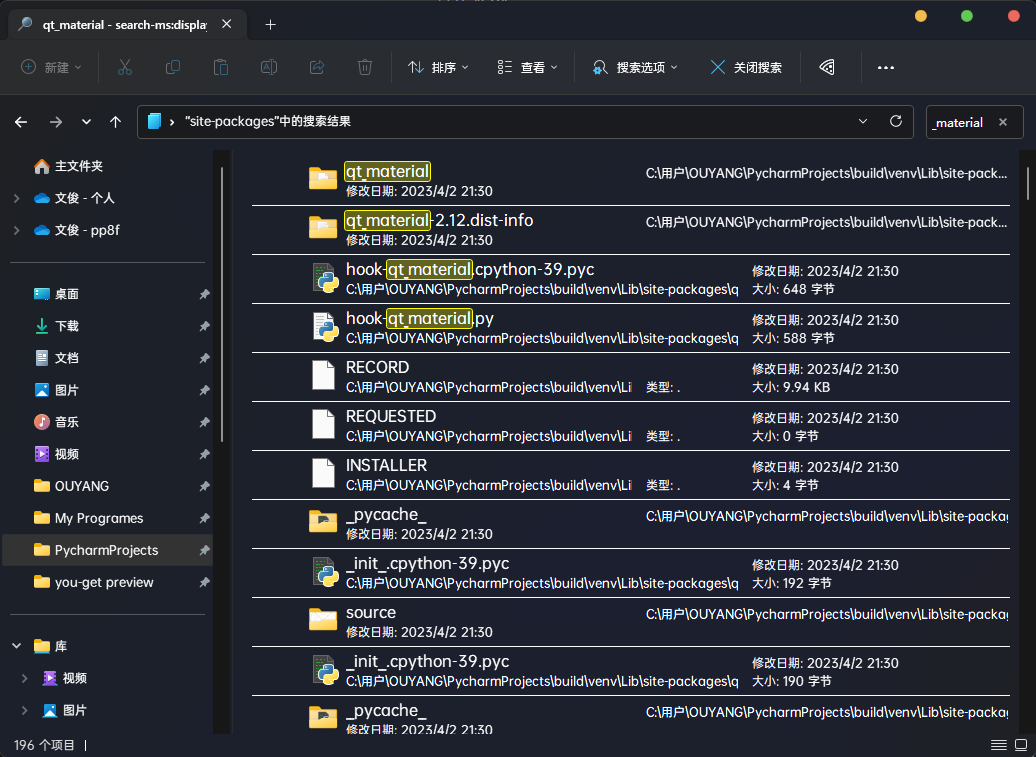 qt_material - search-ms:display
新建
排序
查看
搜索选项
关闭搜索
"site-packages"中的搜索结果
_material
主文件夹
文俊 - 个人
文俊 - pp8f
桌面
下载
文档
图片
音乐
视频
OUYANG
My Programes
PycharmProjects
you-get preview
库
视频
图片
qt_material
修改日期: 2023/4/2 21:30
C:\用户\OUYANG\PycharmProjects\build\venv\Lib\site-pack...
qt_material-2.12.dist-info
修改日期: 2023/4/2 21:30
C:\用户\OUYANG\PycharmProjects\build\venv\Lib\site-pack...
hook-qt_material.cpython-39.pyc
C:\用户\OUYANG\PycharmProjects\build\venv\Lib\site-packages\q
修改日期: 2023/4/2 21:30
大小: 648 字节
hook-qt_material.py
C:\用户\OUYANG\PycharmProjects\build\venv\Lib\site-packages\q
修改日期: 2023/4/2 21:30
大小: 588 字节
RECORD
C:\用户\OUYANG\PycharmProjects\build\venv\Li
类型: .
修改日期: 2023/4/2 21:30
大小: 9.94 KB
REQUESTED
C:\用户\OUYANG\PycharmProjects\build\venv\Li
类型: .
修改日期: 2023/4/2 21:30
大小: 0 字节
INSTALLER
C:\用户\OUYANG\PycharmProjects\build\venv\Li
类型: .
修改日期: 2023/4/2 21:30
大小: 4 字节
_pycache_
修改日期: 2023/4/2 21:30
C:\用户\OUYANG\PycharmProjects\build\venv\Lib\site-packag
_init_.cpython-39.pyc
C:\用户\OUYANG\PycharmProjects\build\venv\Lib\site-packages\q
修改日期: 2023/4/2 21:30
大小: 192 字节
source
修改日期: 2023/4/2 21:30
C:\用户\OUYANG\PycharmProjects\build\venv\Lib\site-packag
_init_.cpython-39.pyc
C:\用户\OUYANG\PycharmProjects\build\venv\Lib\site-packages\q
修改日期: 2023/4/2 21:30
大小: 190 字节
_pycache_
修改日期: 2023/4/2 21:30
C:\用户\OUYANG\PycharmProjects\build\venv\Lib\site-packag
196 个项目